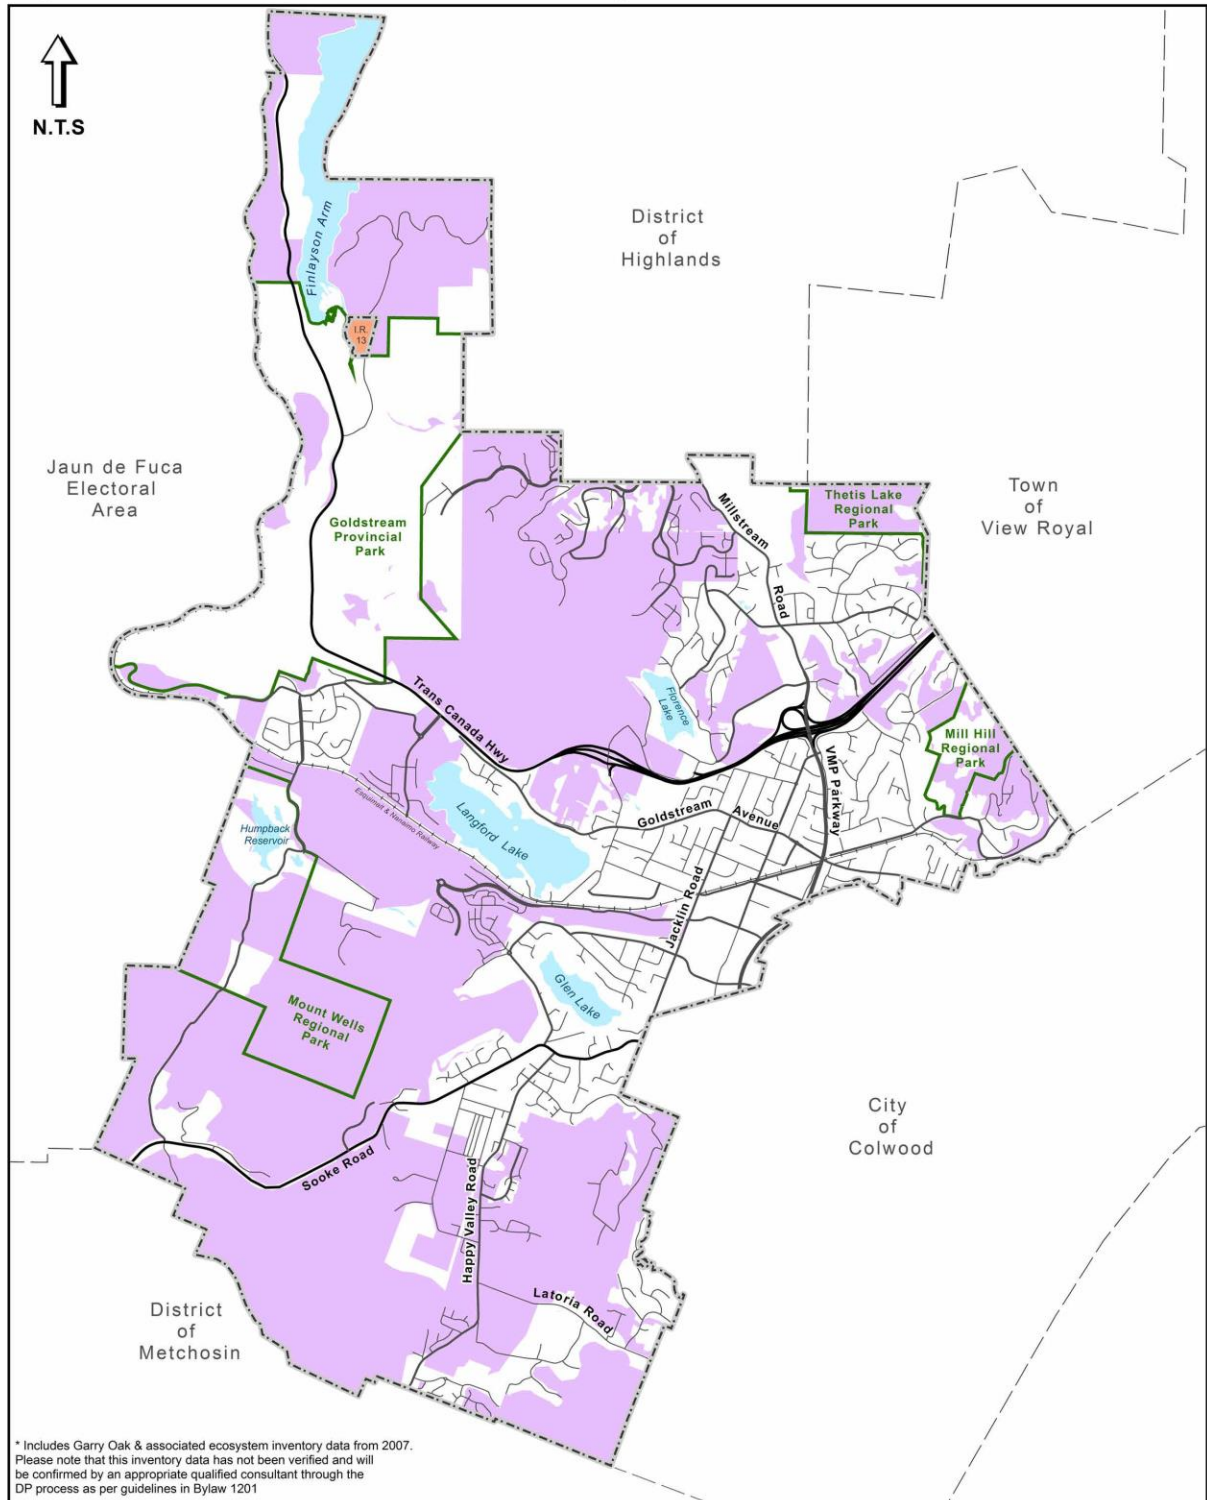 N.T.S
Finlayson Arm
District
of
Highlands
I.R.
13
Jaun de Fuca
Electoral
Area
Goldstream
Provincial
Park
Millstream
Road
Thetis Lake
Regional
Park
Town
of
View Royal
Trans Canada Hwy
Florence
Lake
Mill Hill
Regional
Park
VMP Parkway
Goldstream
Avenue
Esquimalt & Nanaimo Railway
Langford Lake
Humpback
Reservoir
Jacklin Road
Glen Lake
Mount Wells
Regional
Park
City
of
Colwood
Sooke Road
Happy Valley Road
Latoria Road
District
of
Metchosin
* Includes Garry Oak & associated ecosystem inventory data from 2007.
Please note that this inventory data has not been verified and will
be confirmed by an appropriate qualified consultant through the
DP process as per guidelines in Bylaw 1201